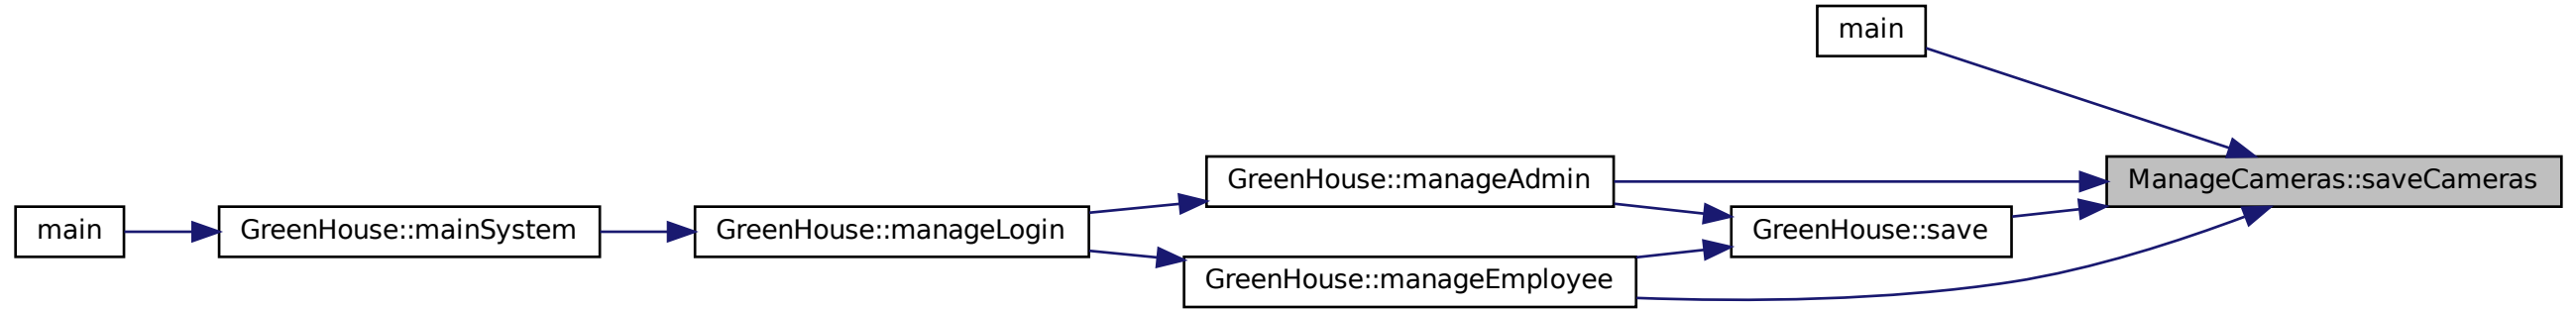 main
ManageCameras::saveCameras
GreenHouse::manageAdmin
main
GreenHouse::mainSystem
GreenHouse::manageLogin
GreenHouse::save
GreenHouse::manageEmployee